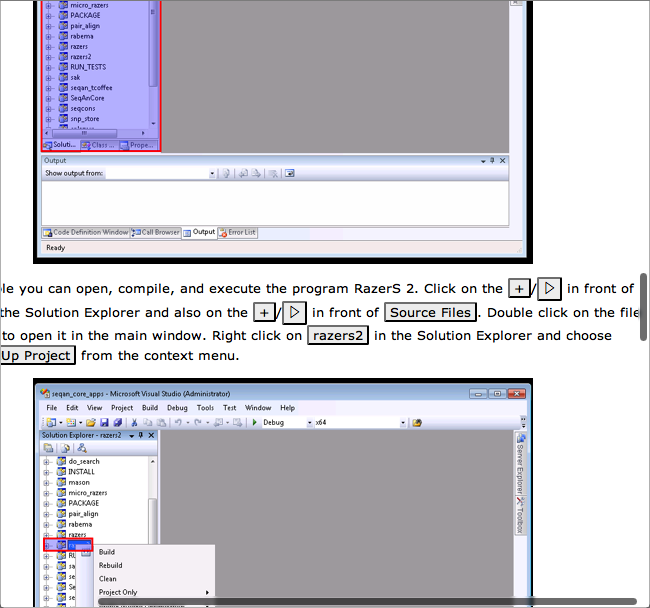 micro_razers
PACKAGE
pair_align
rabema
razers
razers2
RUN_TESTS
sak
seqan_tcoffee
SeqAnCore
seqcons
snp_store
Soluti... Class ... Prope...
Output
Show output from:
Code Definition Window Call Browser Output Error List
Ready
ple you can open, compile, and execute the program RazerS 2. Click on the + / ▷ in front of
the Solution Explorer and also on the + / ▷ in front of Source Files. Double click on the file
to open it in the main window. Right click on razers2 in the Solution Explorer and choose
Up Project from the context menu.
seqan_core_apps - Microsoft Visual Studio (Administrator)
File Edit View Project Build Debug Tools Test Window Help
Debug x64
Solution Explorer - razers2
Server Explorer Toolbox
do_search
INSTALL
mason
micro_razers
PACKAGE
pair_align
rabema
razers
RU
sa
se
Se
se
Build
Rebuild
Clean
Project Only